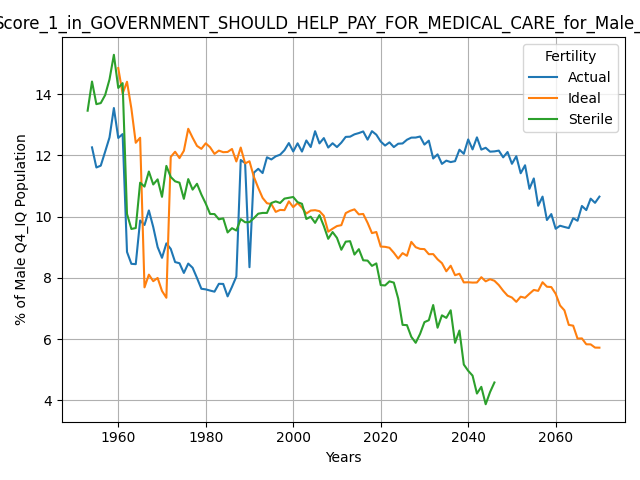 Score_1_in_GOVERNMENT_SHOULD_HELP_PAY_FOR_MEDICAL_CARE_for_Male_
Fertility
Actual
Ideal
Sterile
% of Male Q4_IQ Population
14
12
10
8
6
4
1960 1980 2000 2020 2040 2060
Years